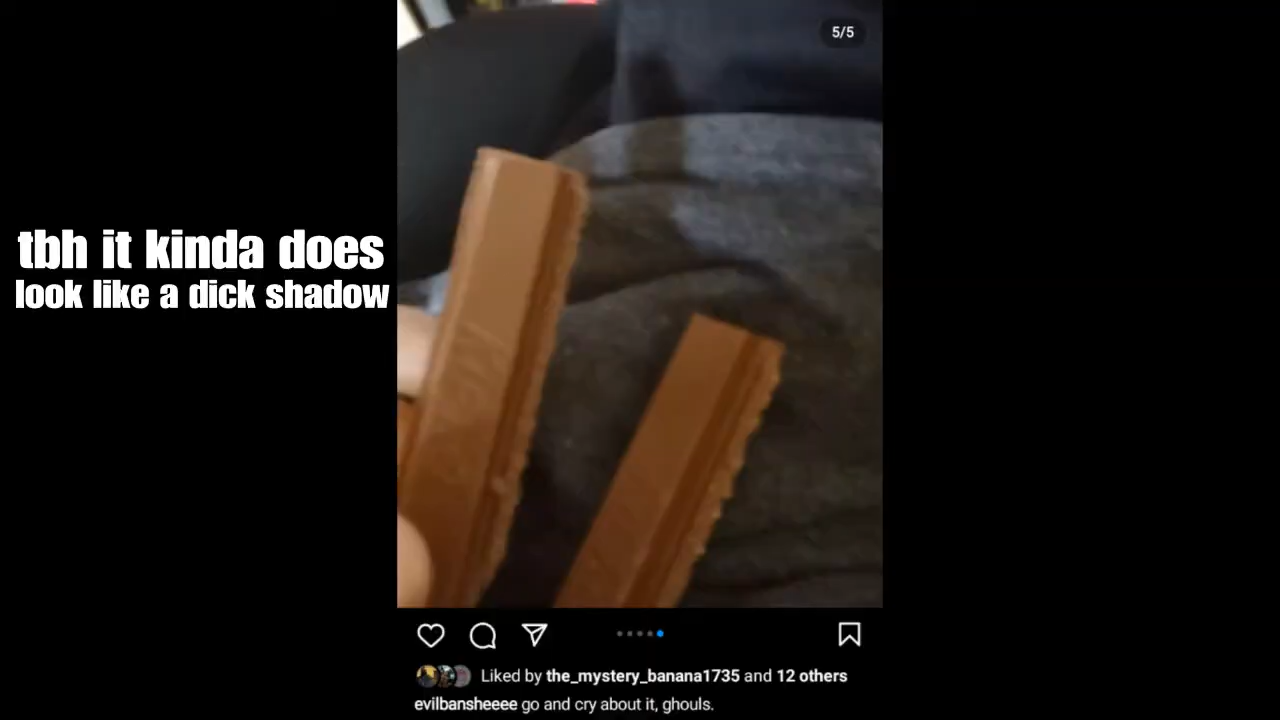 5/5
tbh it kinda does
look like a dick shadow
Liked by the_mystery_banana1735 and 12 others
evilbansheeee go and cry about it, ghouls.